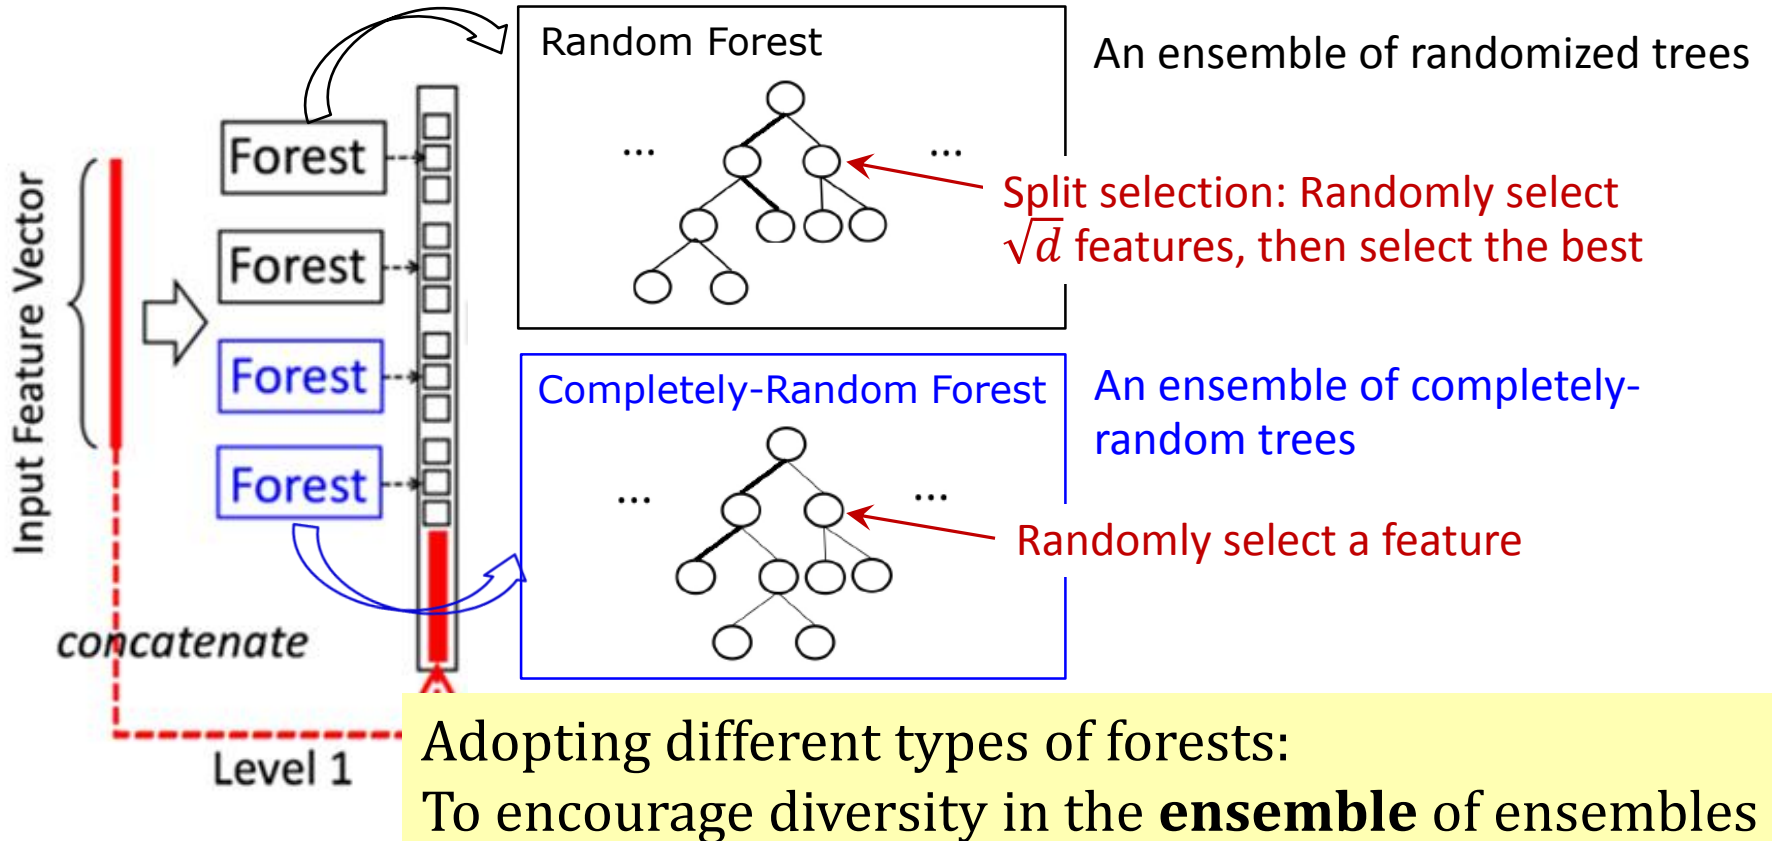 Input Feature Vector
Forest
Forest
Forest
Forest
concatenate
Level 1
Random Forest
...
...
An ensemble of randomized trees
Split selection: Randomly select
√d features, then select the best
Completely-Random Forest
...
...
An ensemble of completely-
random trees
Randomly select a feature
Adopting different types of forests:
To encourage diversity in the ensemble of ensembles